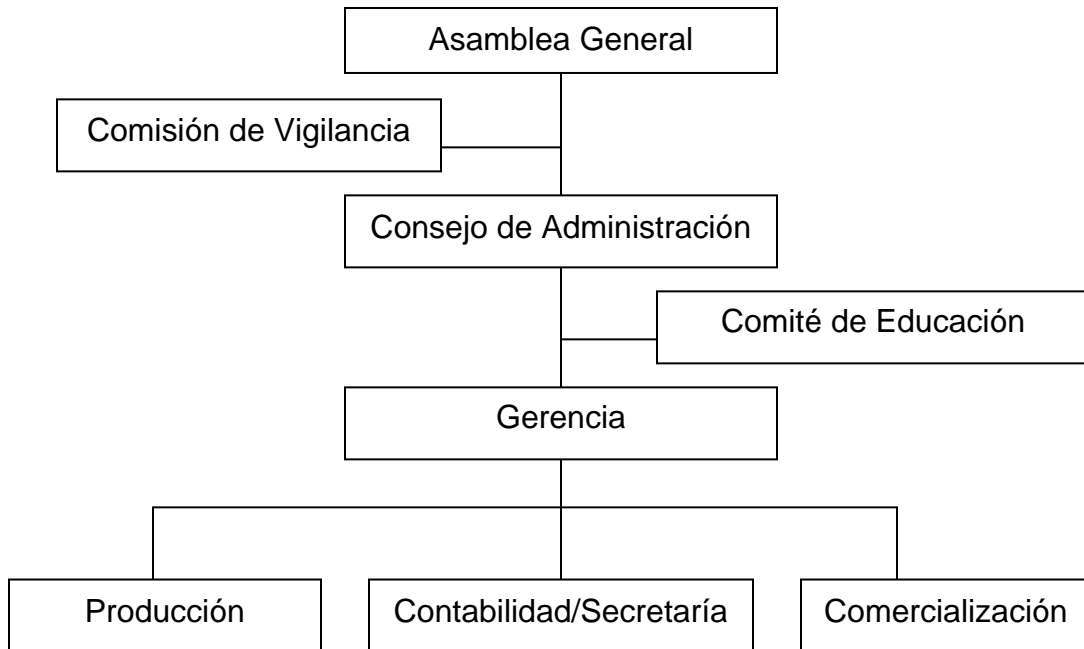 Asamblea General
Comisión de Vigilancia
Consejo de Administración
Comité de Educación
Gerencia
Producción
Contabilidad/Secretaría
Comercialización